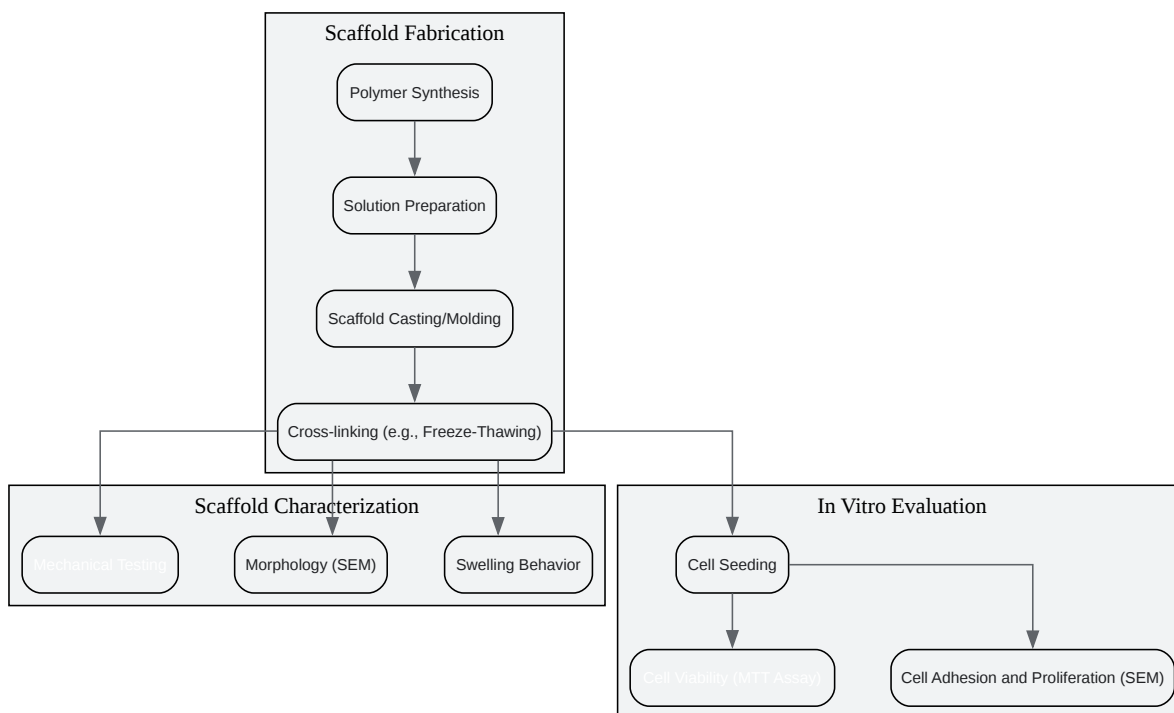 Scaffold Fabrication
Polymer Synthesis
Solution Preparation
Scaffold Casting/Molding
Cross-linking (e.g., Freeze-Thawing)
Scaffold Characterization
Mechanical Testing
Morphology (SEM)
Swelling Behavior
In Vitro Evaluation
Cell Seeding
Cell Viability (MTT Assay)
Cell Adhesion and Proliferation (SEM)